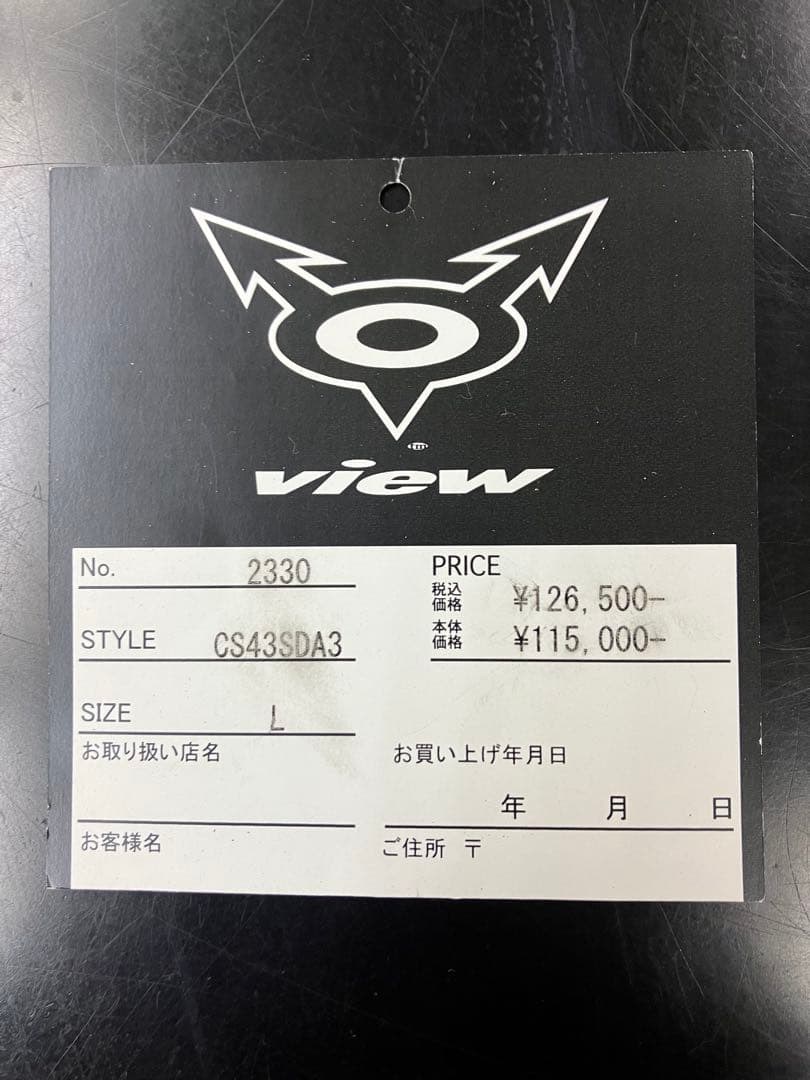 view
No. 2330
PRICE
税込価格 ¥126,500-
本体価格 ¥115,000-
STYLE CS43SDA3
SIZE L
お取り扱い店名
お買い上げ年月日
年 月 日
お客様名
ご住所 〒